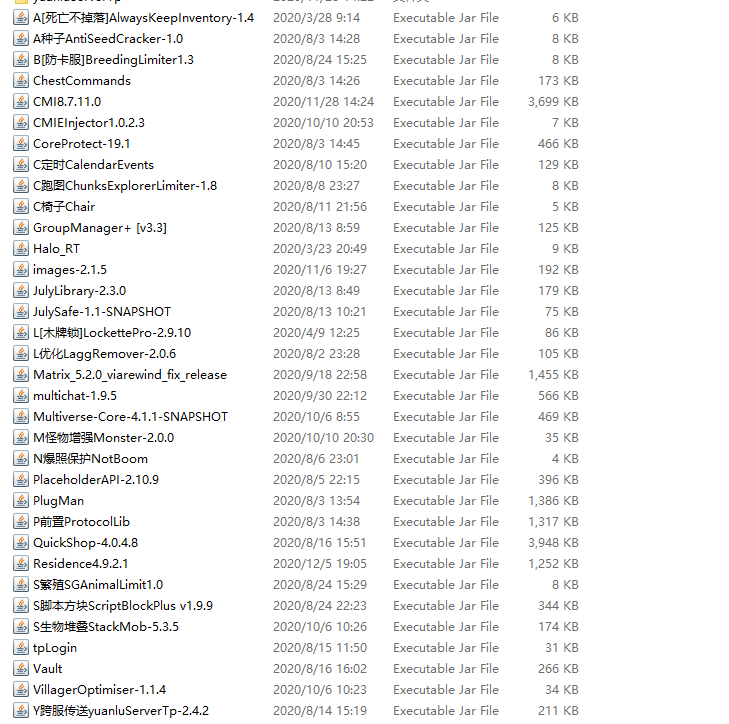 A[死亡不掉落]AlwaysKeepInventory-1.4 2020/3/28 9:14 Executable Jar File 6 KB
A种子AntiSeedCracker-1.0 2020/8/3 14:28 Executable Jar File 8 KB
B[防卡服]BreedingLimiter1.3 2020/8/24 15:25 Executable Jar File 8 KB
ChestCommands 2020/8/3 14:26 Executable Jar File 173 KB
CMI8.7.11.0 2020/11/28 14:24 Executable Jar File 3,699 KB
CMIEInjector1.0.2.3 2020/10/10 20:53 Executable Jar File 7 KB
CoreProtect-19.1 2020/8/3 14:45 Executable Jar File 466 KB
C定时CalendarEvents 2020/8/10 15:20 Executable Jar File 129 KB
C跑图ChunksExplorerLimiter-1.8 2020/8/8 23:27 Executable Jar File 8 KB
C椅子Chair 2020/8/11 21:56 Executable Jar File 5 KB
GroupManager+ [v3.3] 2020/8/13 8:59 Executable Jar File 125 KB
Halo_RT 2020/3/23 20:49 Executable Jar File 9 KB
images-2.1.5 2020/11/6 19:27 Executable Jar File 192 KB
JulyLibrary-2.3.0 2020/8/13 8:49 Executable Jar File 179 KB
JulySafe-1.1-SNAPSHOT 2020/8/13 10:21 Executable Jar File 75 KB
L[木牌锁]LockettePro-2.9.10 2020/4/9 12:25 Executable Jar File 86 KB
L优化LaggRemover-2.0.6 2020/8/2 23:28 Executable Jar File 105 KB
Matrix_5.2.0_viarewind_fix_release 2020/9/18 22:58 Executable Jar File 1,455 KB
multichat-1.9.5 2020/9/30 22:12 Executable Jar File 566 KB
Multiverse-Core-4.1.1-SNAPSHOT 2020/10/6 8:55 Executable Jar File 469 KB
M怪物增强Monster-2.0.0 2020/10/10 20:30 Executable Jar File 35 KB
N爆照保护NotBoom 2020/8/6 23:01 Executable Jar File 4 KB
PlaceholderAPI-2.10.9 2020/8/5 22:15 Executable Jar File 396 KB
PlugMan 2020/8/3 13:54 Executable Jar File 1,386 KB
P前置ProtocolLib 2020/8/3 14:38 Executable Jar File 1,317 KB
QuickShop-4.0.4.8 2020/8/16 15:51 Executable Jar File 3,948 KB
Residence4.9.2.1 2020/12/5 19:05 Executable Jar File 1,252 KB
S繁殖SGAnimalLimit1.0 2020/8/24 15:29 Executable Jar File 8 KB
S脚本方块ScriptBlockPlus v1.9.9 2020/8/24 22:23 Executable Jar File 344 KB
S生物堆叠StackMob-5.3.5 2020/10/6 10:26 Executable Jar File 174 KB
tpLogin 2020/8/15 11:50 Executable Jar File 31 KB
Vault 2020/8/16 16:02 Executable Jar File 266 KB
VillagerOptimiser-1.1.4 2020/10/6 10:23 Executable Jar File 34 KB
Y跨服传送yuanluServerTp-2.4.2 2020/8/14 15:19 Executable Jar File 211 KB